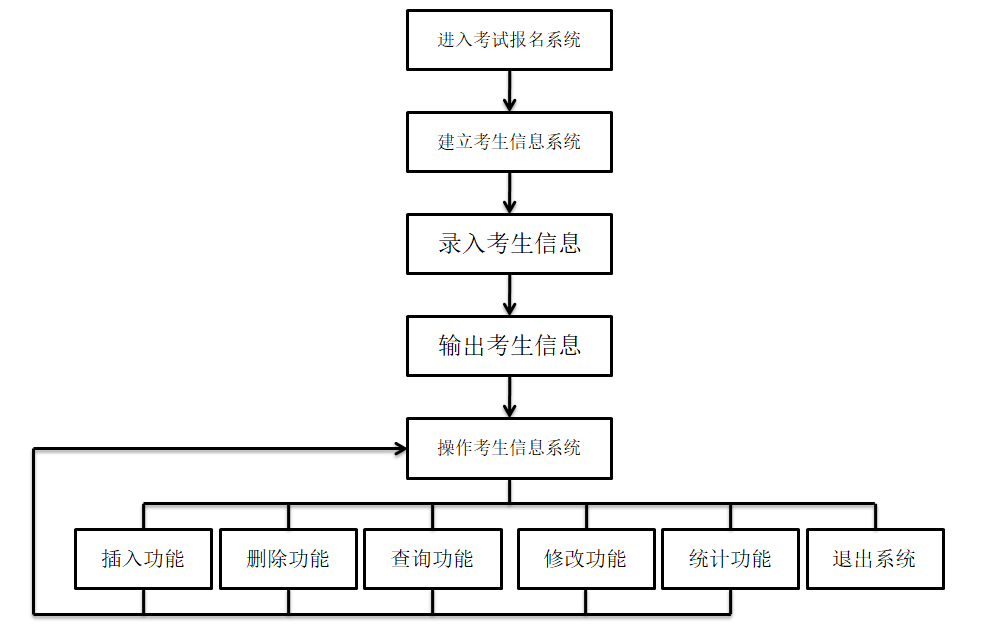 进入考试报名系统
建立考生信息系统
录入考生信息
输出考生信息
操作考生信息系统
插入功能
删除功能
查询功能
修改功能
统计功能
退出系统